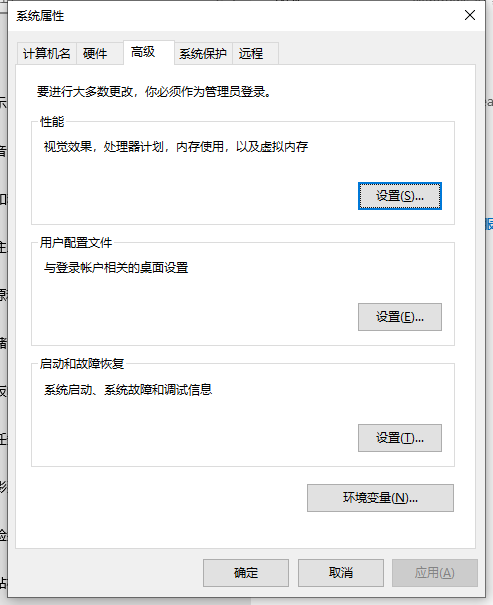 系统属性
计算机名
硬件
高级
系统保护
远程
要进行大多数更改，你必须作为管理员登录。
性能
视觉效果，处理器计划，内存使用，以及虚拟内存
设置(S)...
用户配置文件
与登录帐户相关的桌面设置
设置(E)...
启动和故障恢复
系统启动、系统故障和调试信息
设置(T)...
环境变量(N)...
确定
取消
应用(A)